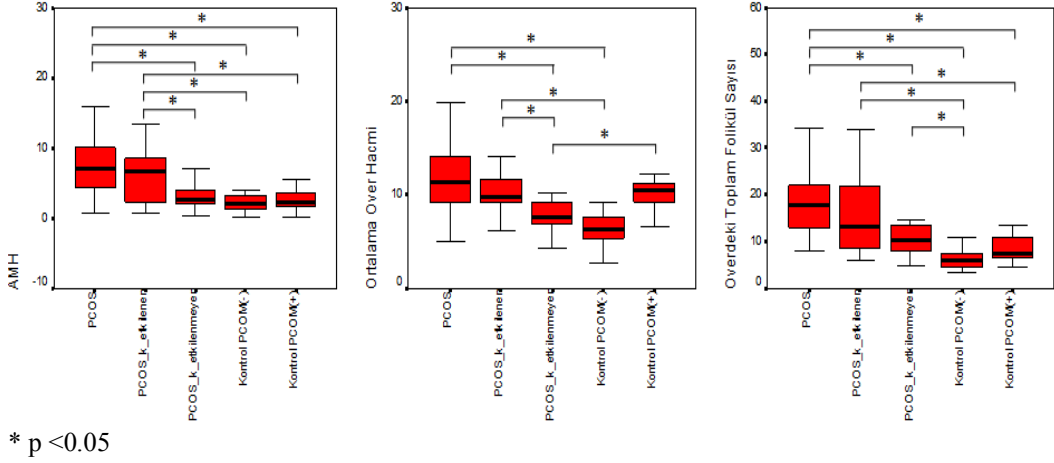 AMH
30
20
10
0
-10
PCOS
PCOS_k_etkilenen
PCOS_k_etkilenmeyen
Kontrol PCOM(-)
Kontrol PCOM(+)
*
*
*
*
*
*
Ortalama Over Hacmi
30
20
10
0
PCOS
PCOS_k_etkilenen
PCOS_k_etkilenmeyen
Kontrol PCOM(-)
Kontrol PCOM(+)
*
*
*
*
*
Overdeki Toplam Folikül Sayısı
60
50
40
30
20
10
0
PCOS
PCOS_k_etkilenen
PCOS_k_etkilenmeyen
Kontrol PCOM(-)
Kontrol PCOM(+)
*
*
*
*
*
*
* p <0.05